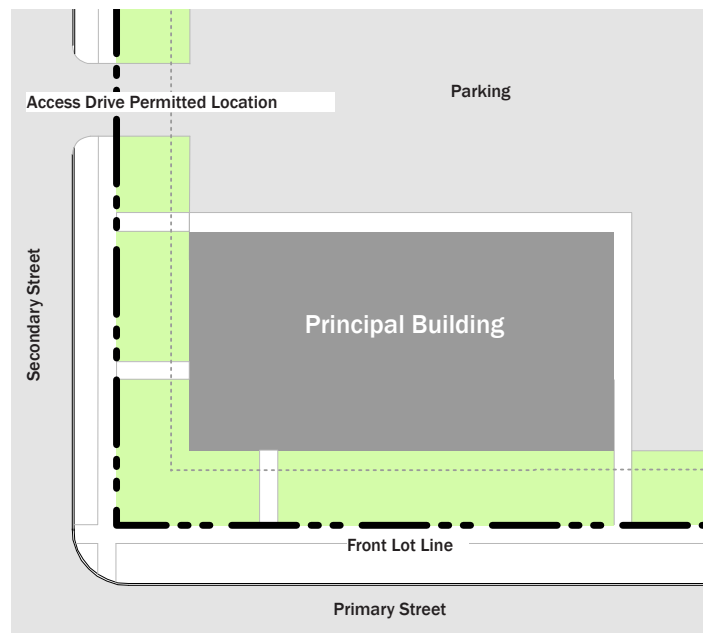 Parking
Access Drive Permitted Location
Secondary Street
Principal Building
Front Lot Line
Primary Street